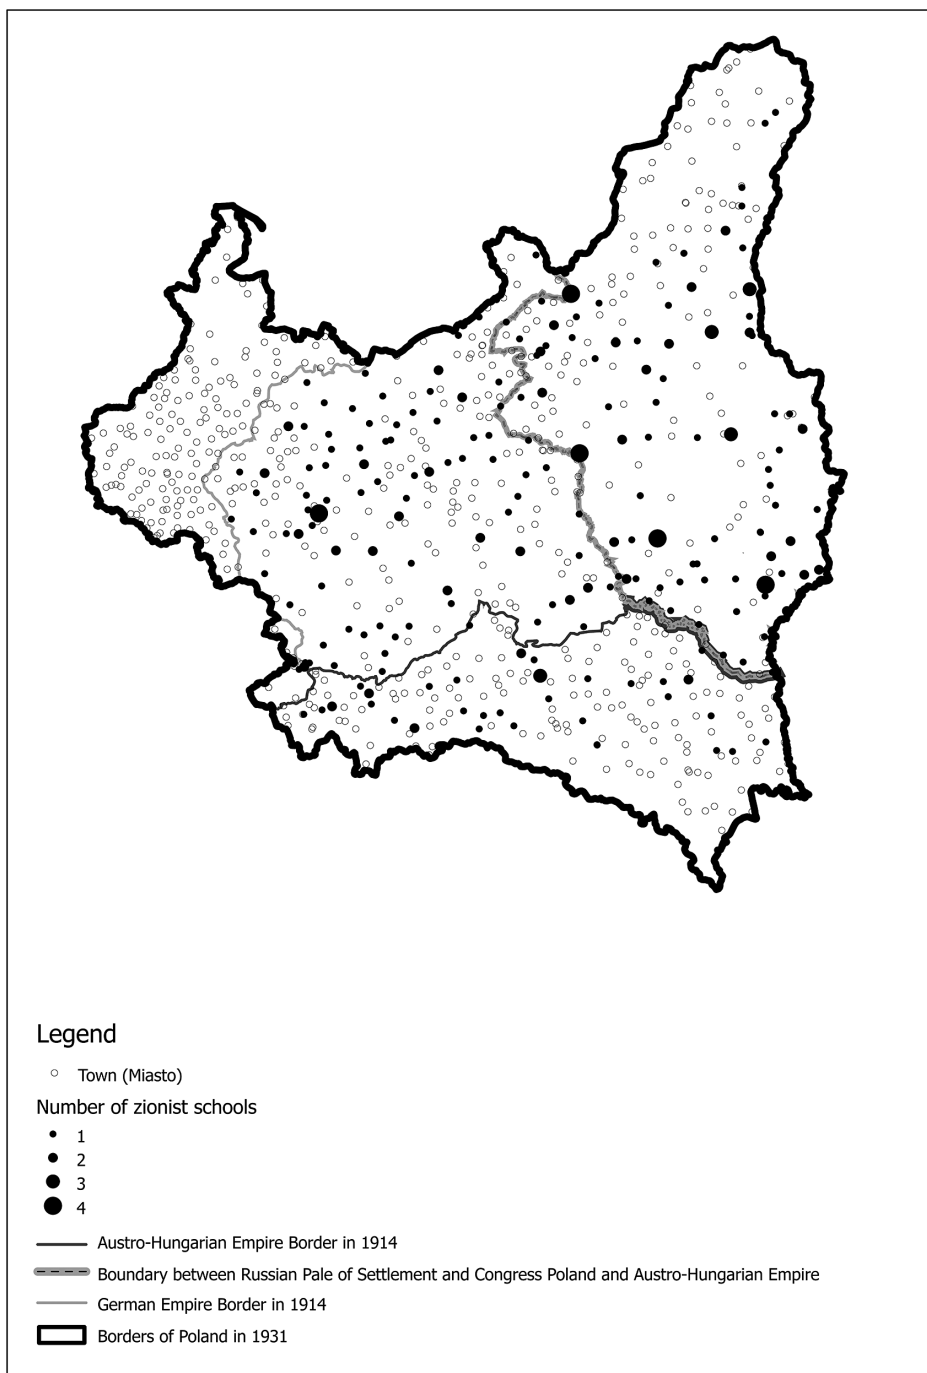 Legend
Town (Miasto)
Number of zionist schools
1
2
3
4
Austro-Hungarian Empire Border in 1914
Boundary between Russian Pale of Settlement and Congress Poland and Austro-Hungarian Empire
German Empire Border in 1914
Borders of Poland in 1931